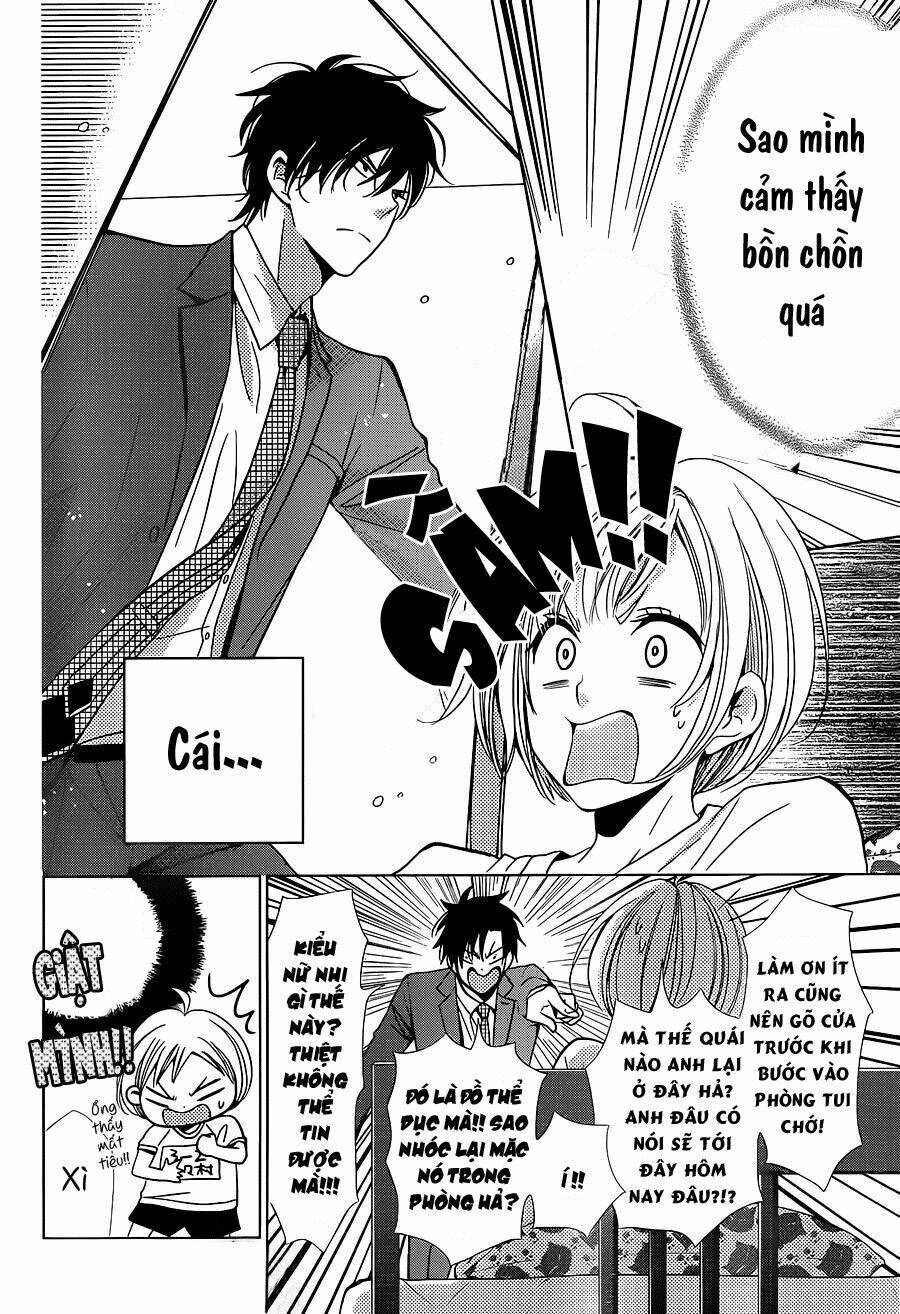 Sao mình
cảm thấy
bồn chồn
quá
SẦM!!
Cái...
LÀM ƠN ÍT
RA CŨNG
NÊN GÕ CỬA
TRƯỚC KHI
BƯỚC VÀO
PHÒNG TUI
CHỚ!
MÀ THẾ QUÁI
NÀO ANH LẠI
Ở ĐÂY HẢ?
ANH ĐÂU CÓ
NÓI SẼ TỚI
ĐÂY HÔM
NAY ĐÂU?!?
Í!!
ĐÓ LÀ ĐỒ THỂ
DỤC MÀ!! SAO
NHÓC LẠI MẶC
NÓ TRONG
PHÒNG HẢ?
KIỂU
NỮ NHI
GÌ THẾ
NÀY?
THIỆT
KHÔNG
THỂ
TIN
ĐƯỢC
MÀ!!!
GIẬT
MÌNH!!
Ổng
thấy
mất
tiêu!!
Xì